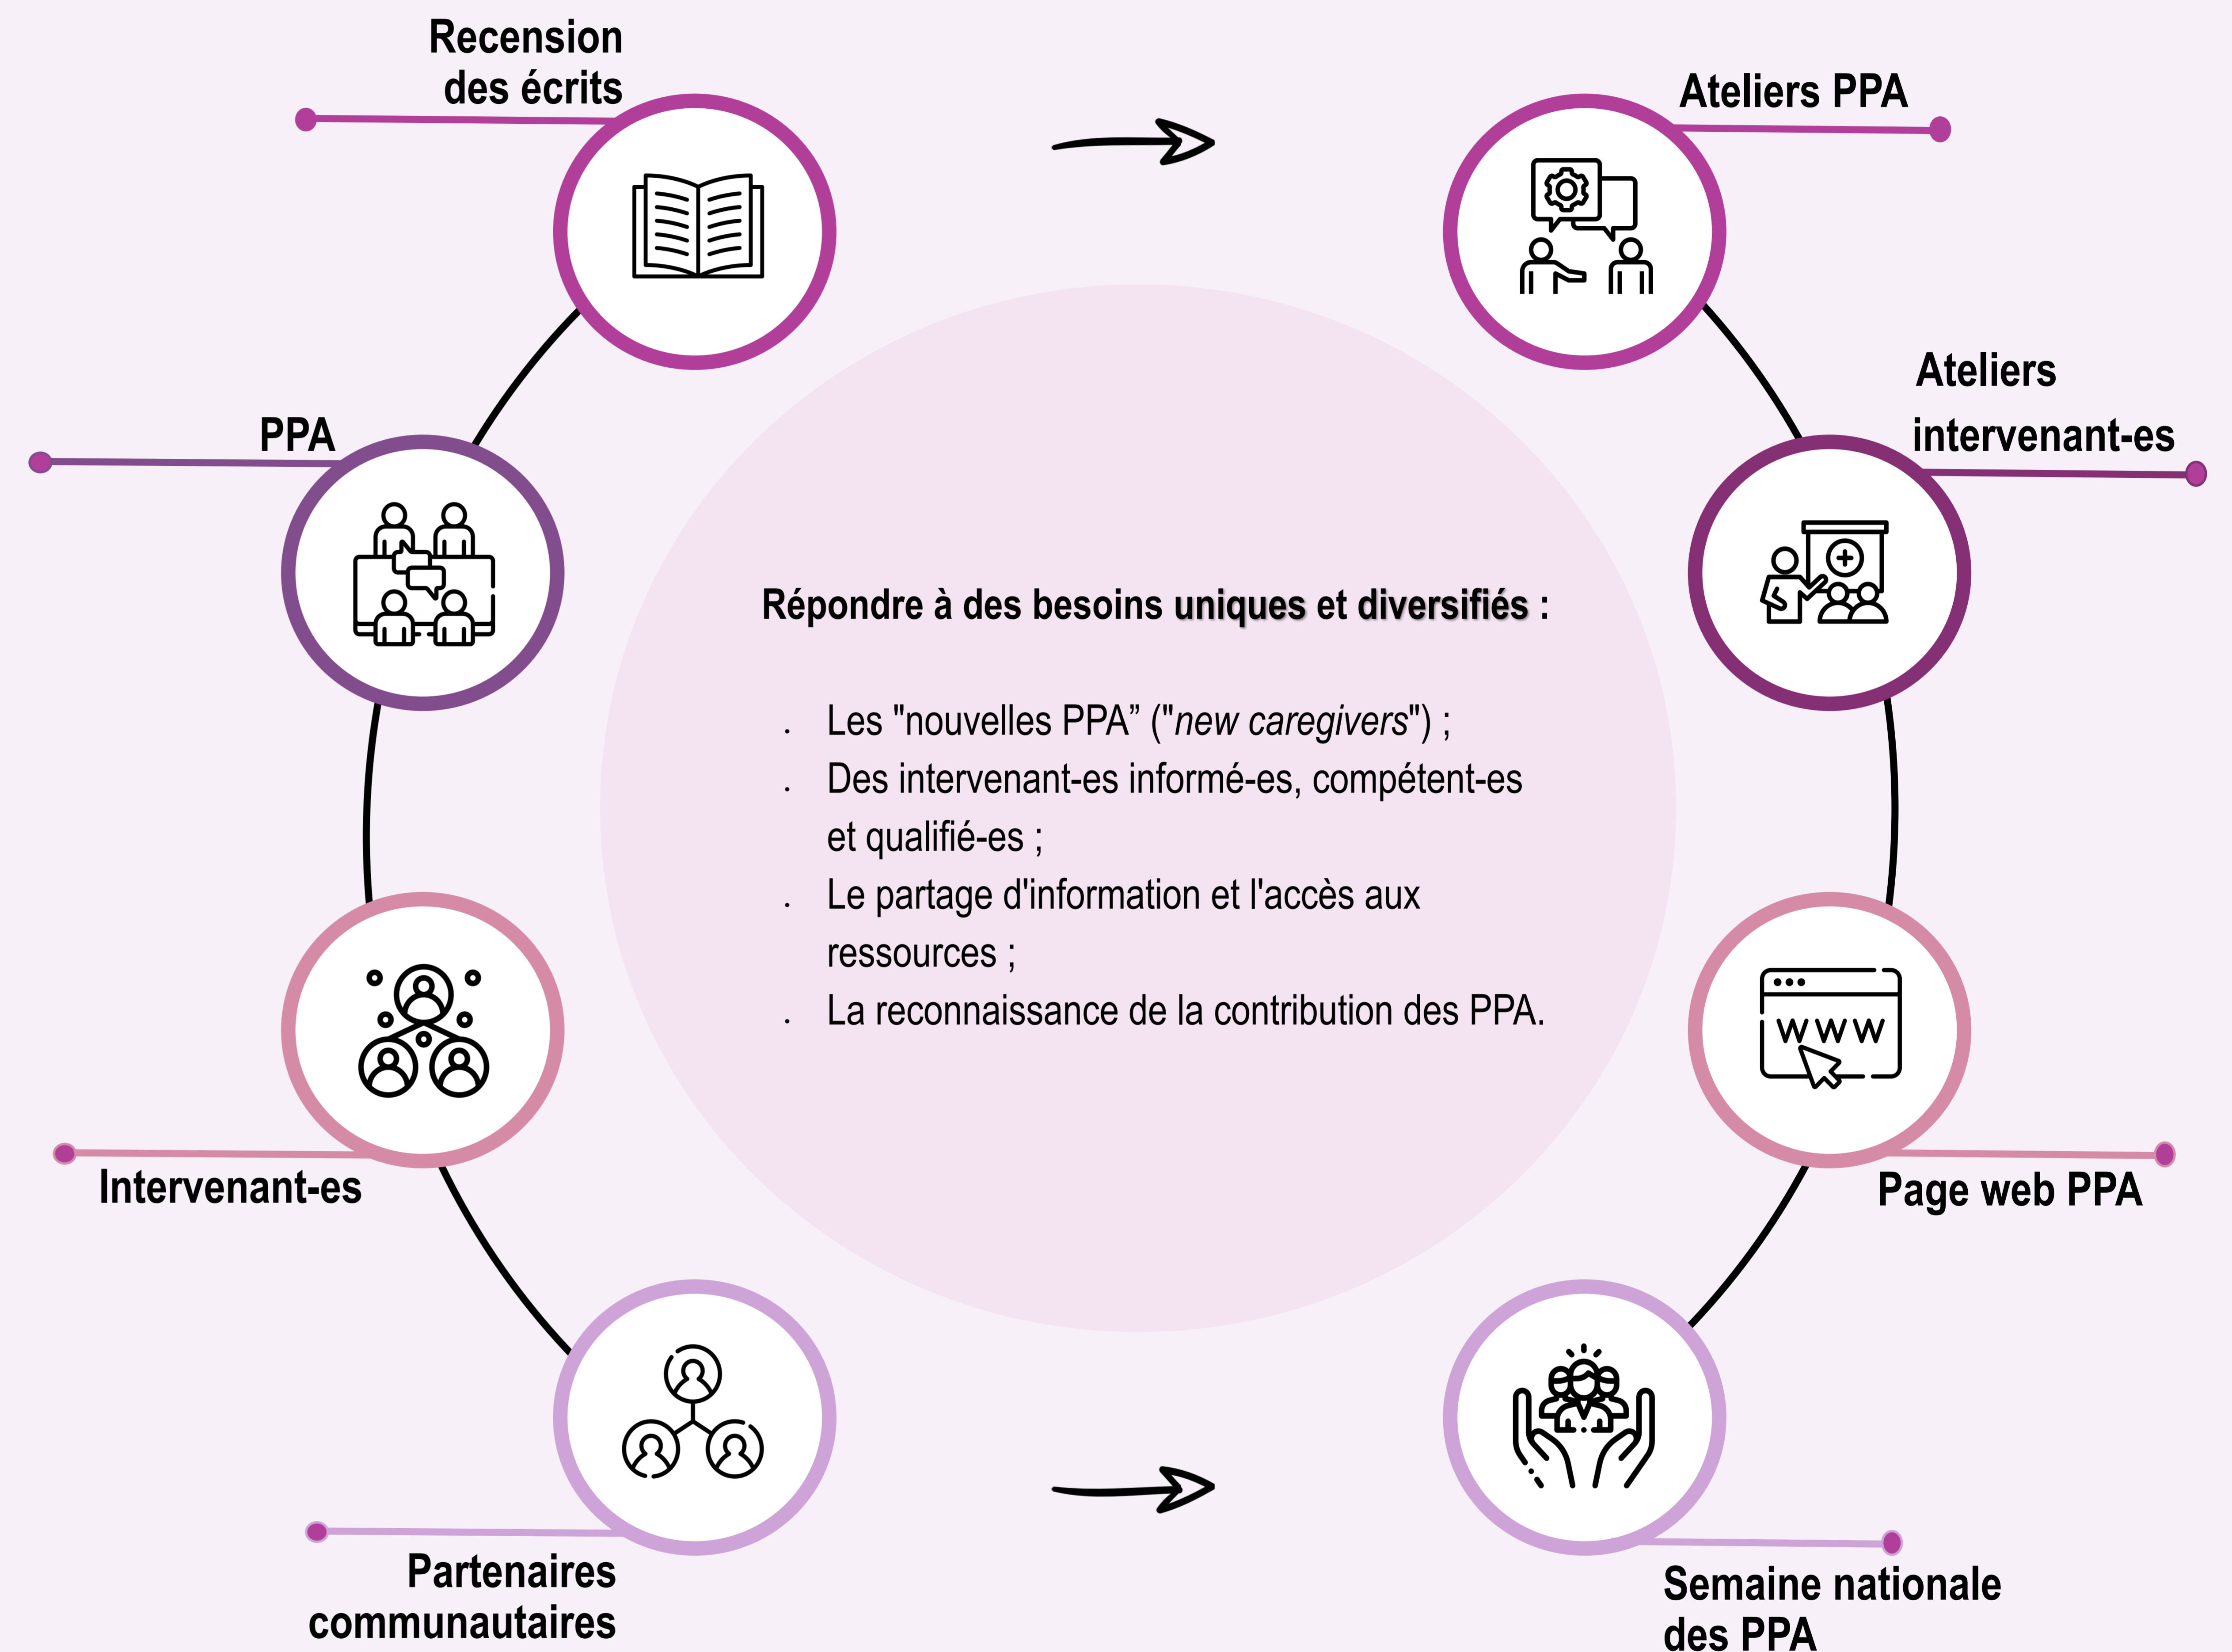 Recension
des écrits
Ateliers PPA
Ateliers
intervenant-es
PPA
Répondre à des besoins uniques et diversifiés :
. Les "nouvelles PPA” ("new caregivers") ;
. Des intervenant-es informé-es, compétent-es
et qualifié-es ;
. Le partage d'information et l'accès aux
ressources ;
. La reconnaissance de la contribution des PPA.
W W W
Intervenant-es
Page web PPA
Partenaires
communautaires
Semaine nationale
des PPA